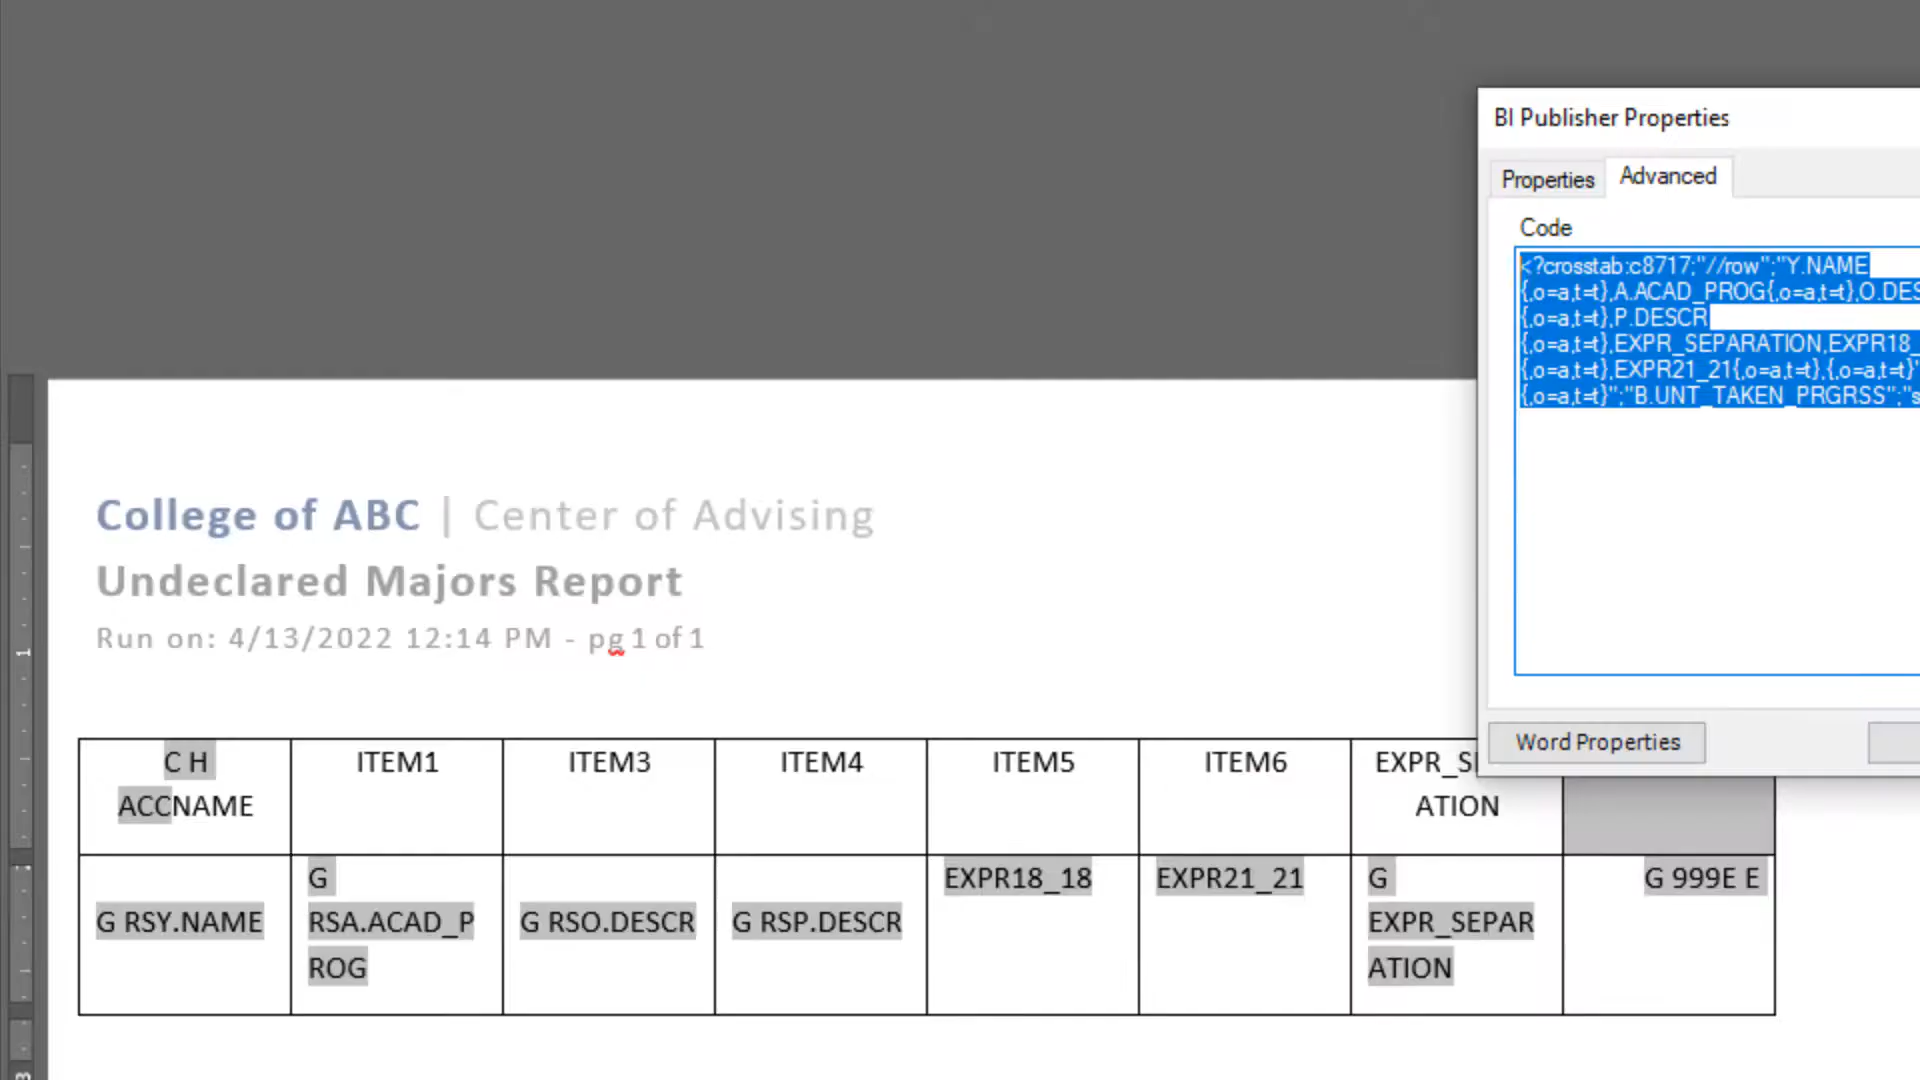 BI Publisher Properties
Properties
Advanced
Code
<?crosstab:c8717;"//row";"Y.NAME
{,o=a,t=t},A.ACAD_PROG{,o=a,t=t},O.DES
{,o=a,t=t},P.DESCR
{,o=a,t=t},EXPR_SEPARATION,EXPR18_
{,o=a,t=t},EXPR21_21{,o=a,t=t},{,o=a,t=t}"
{,o=a,t=t}";"B.UNT_TAKEN_PRGRSS";"s
Word Properties
College of ABC | Center of Advising
Undeclared Majors Report
Run on: 4/13/2022 12:14 PM - pg 1 of 1
C H
ACCNAME
ITEM1
ITEM3
ITEM4
ITEM5
ITEM6
EXPR_S
ATION
G RSY.NAME
G
RSA.ACAD_P
ROG
G RSO.DESCR
G RSP.DESCR
EXPR18_18
EXPR21_21
G
EXPR_SEPAR
ATION
G 999E E
1